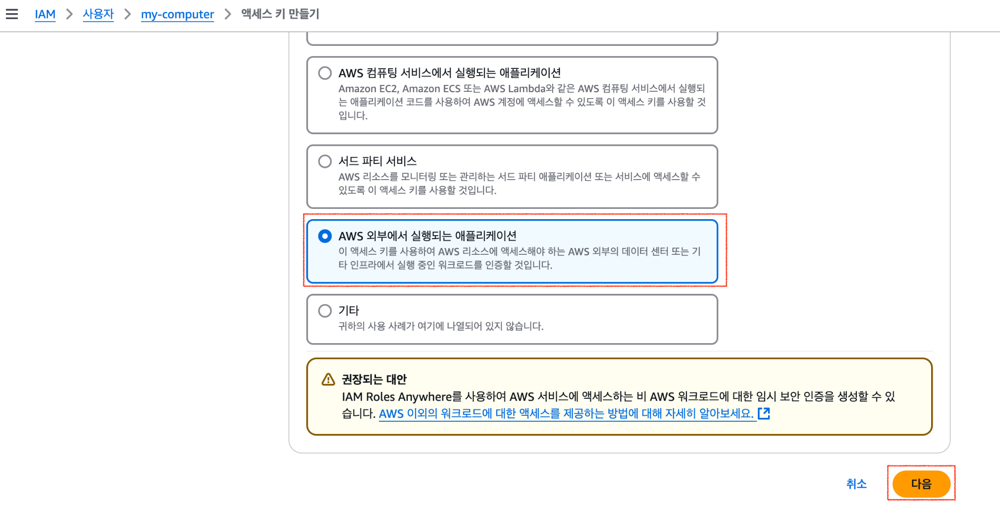 IAM 사용자 my-computer 액세스 키 만들기
AWS 컴퓨팅 서비스에서 실행되는 애플리케이션
Amazon EC2, Amazon ECS 또는 AWS Lambda와 같은 AWS 컴퓨팅 서비스에서 실행되
는 애플리케이션 코드를 사용하여 AWS 계정에 액세스할 수 있도록 이 액세스 키를 사용할 것
입니다.
서드 파티 서비스
AWS 리소스를 모니터링 또는 관리하는 서드 파티 애플리케이션 또는 서비스에 액세스할 수
있도록 이 액세스 키를 사용할 것입니다.
AWS 외부에서 실행되는 애플리케이션
이 액세스 키를 사용하여 AWS 리소스에 액세스해야 하는 AWS 외부의 데이터 센터 또는 기
타 인프라에서 실행 중인 워크로드를 인증할 것입니다.
기타
귀하의 사용 사례가 여기에 나열되어 있지 않습니다.
권장되는 대안
IAM Roles Anywhere를 사용하여 AWS 서비스에 액세스하는 비 AWS 워크로드에 대한 임시 보안 인증을 생성할 수 있
습니다. AWS 이외의 워크로드에 대한 액세스를 제공하는 방법에 대해 자세히 알아보세요.
취소 다음